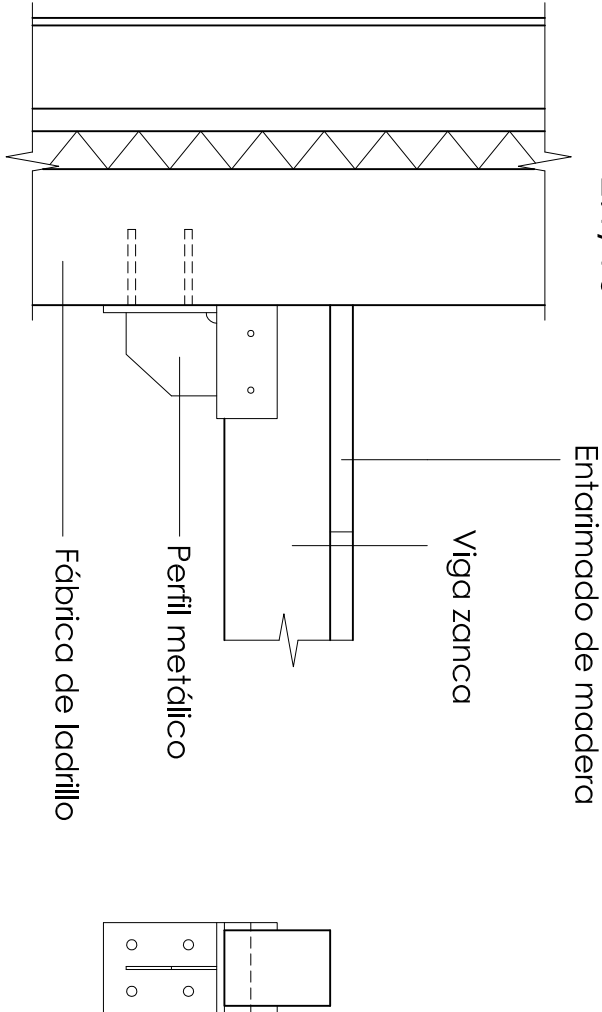 Entarimado de madera
Viga zanca
Perfil metálico
Fábrica de ladrillo